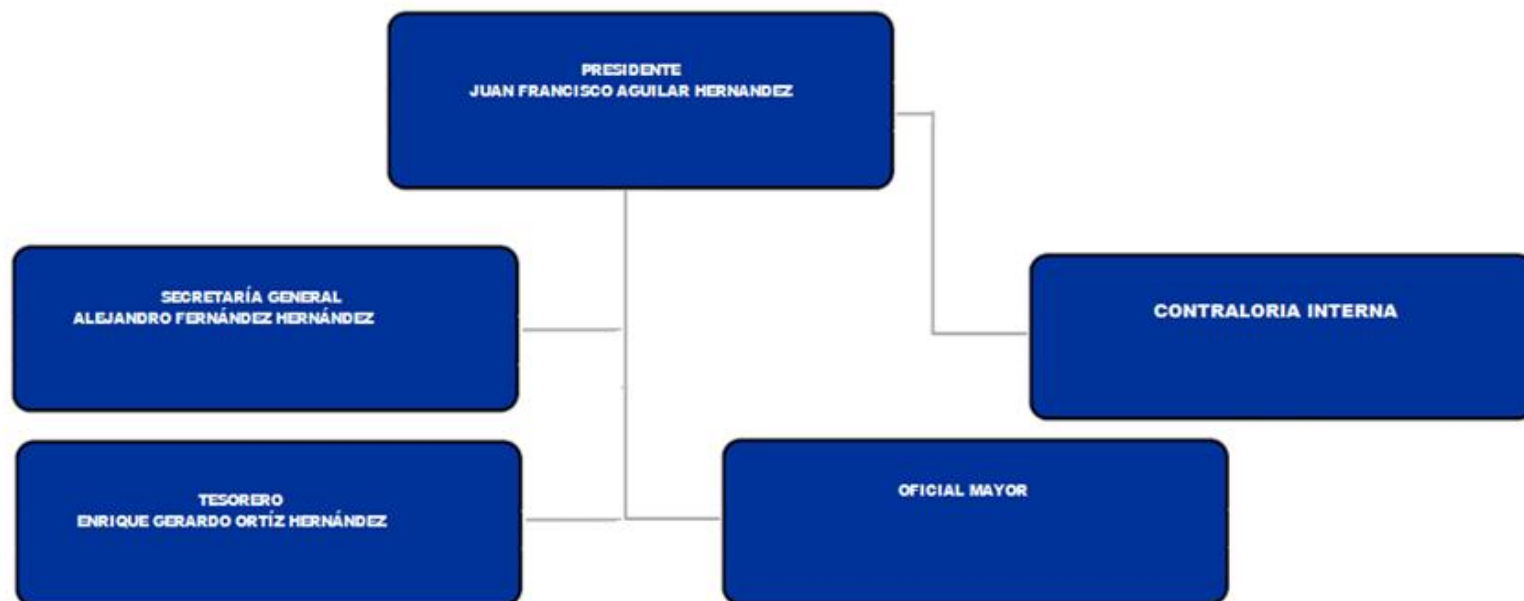 PRESIDENTE
JUAN FRANCISCO AGUILAR HERNANDEZ
SECRETARÍA GENERAL
ALEJANDRO FERNÁNDEZ HERNÁNDEZ
CONTRALORIA INTERNA
TESORERO
ENRIQUE GERARDO ORTÍZ HERNÁNDEZ
OFICIAL MAYOR